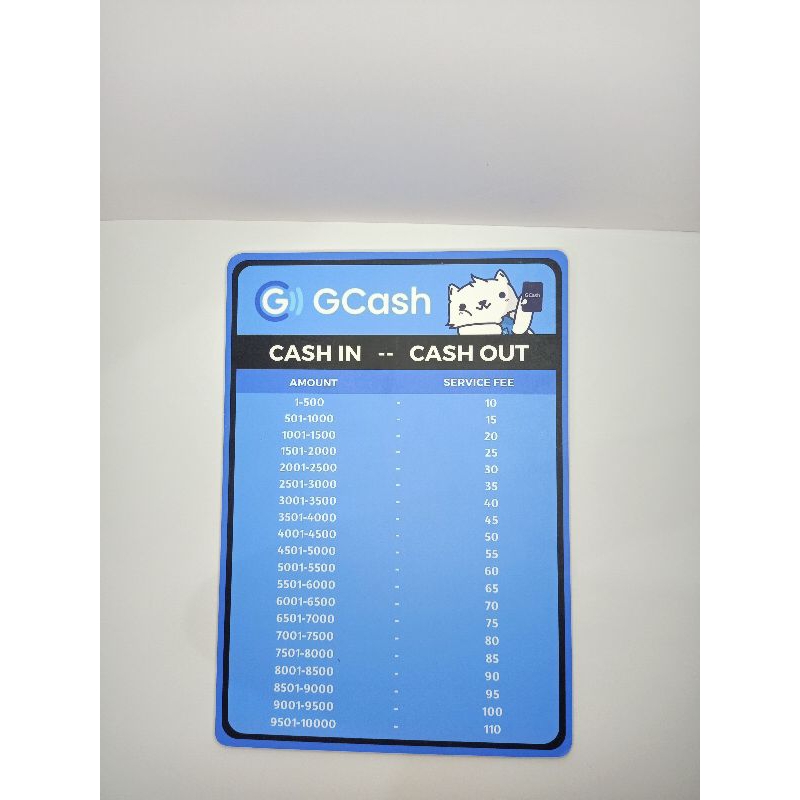 GCash
GCash
CASH IN -- CASH OUT
AMOUNT SERVICE FEE
1-500 - 10
501-1000 - 15
1001-1500 - 20
1501-2000 - 25
2001-2500 - 30
2501-3000 - 35
3001-3500 - 40
3501-4000 - 45
4001-4500 - 50
4501-5000 - 55
5001-5500 - 60
5501-6000 - 65
6001-6500 - 70
6501-7000 - 75
7001-7500 - 80
7501-8000 - 85
8001-8500 - 90
8501-9000 - 95
9001-9500 - 100
9501-10000 - 110